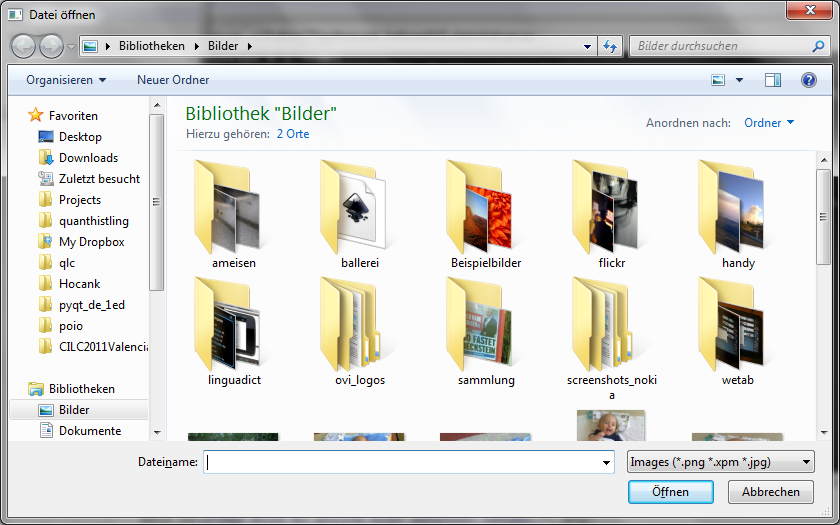 Datei öffnen
Bibliotheken Bilder
Bilder durchsuchen
Organisieren
Neuer Ordner
Favoriten
Desktop
Downloads
Zuletzt besucht
Projects
quanthistling
My Dropbox
qlc
Hocank
pyqt_de_1ed
poio
CILC2011Valencia
Bibliotheken
Bilder
Dokumente
Bibliothek "Bilder"
Hierzu gehören: 2 Orte
Anordnen nach: Ordner
ameisen
ballerei
Beispielbilder
flickr
handy
linguadict
ovi_logos
sammlung
screenshots_noki
a
wetab
Dateiname:
Images (*.png *.xpm *.jpg)
Öffnen
Abbrechen